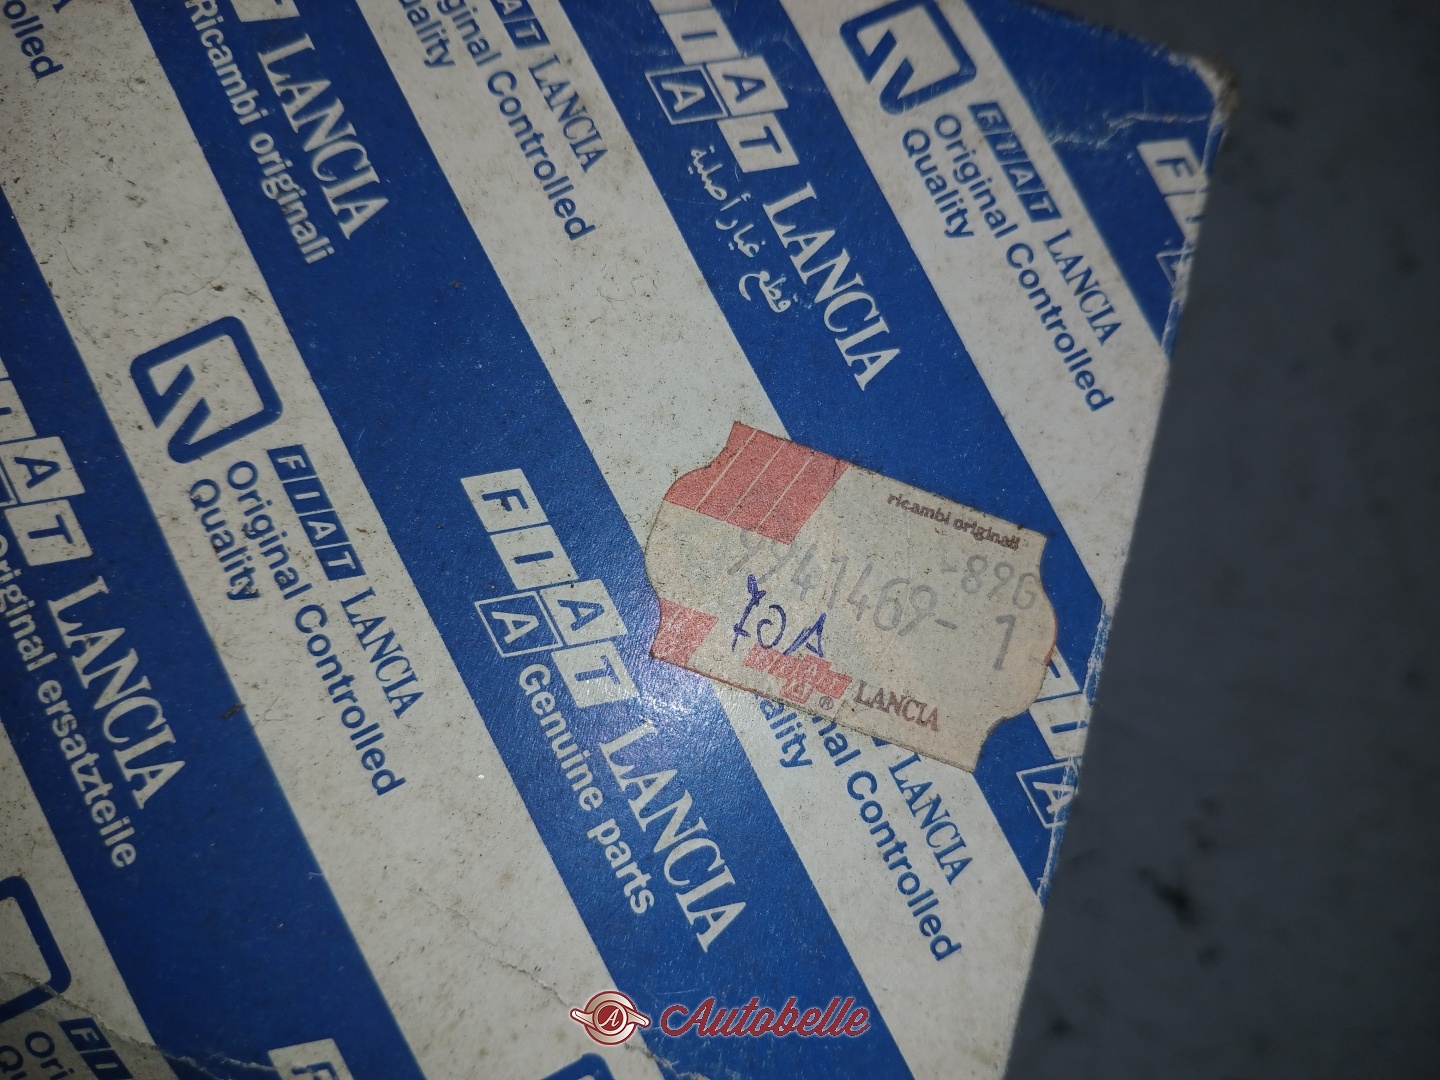 LANCIA
Ricambi originali
FIAT LANCIA
Original Controlled
Quality
FIAT
LANCIA
قطع غيار أصلية
FIAT LANCIA
Original Controlled
Quality
FIAT LANCIA
Original Controlled
Quality
FIAT
LANCIA
Genuine parts
LANCIA
Original ersatzteile
ricambi originali
9941469- 1
LANCIA
LANCIA
Original Controlled
Autobelle